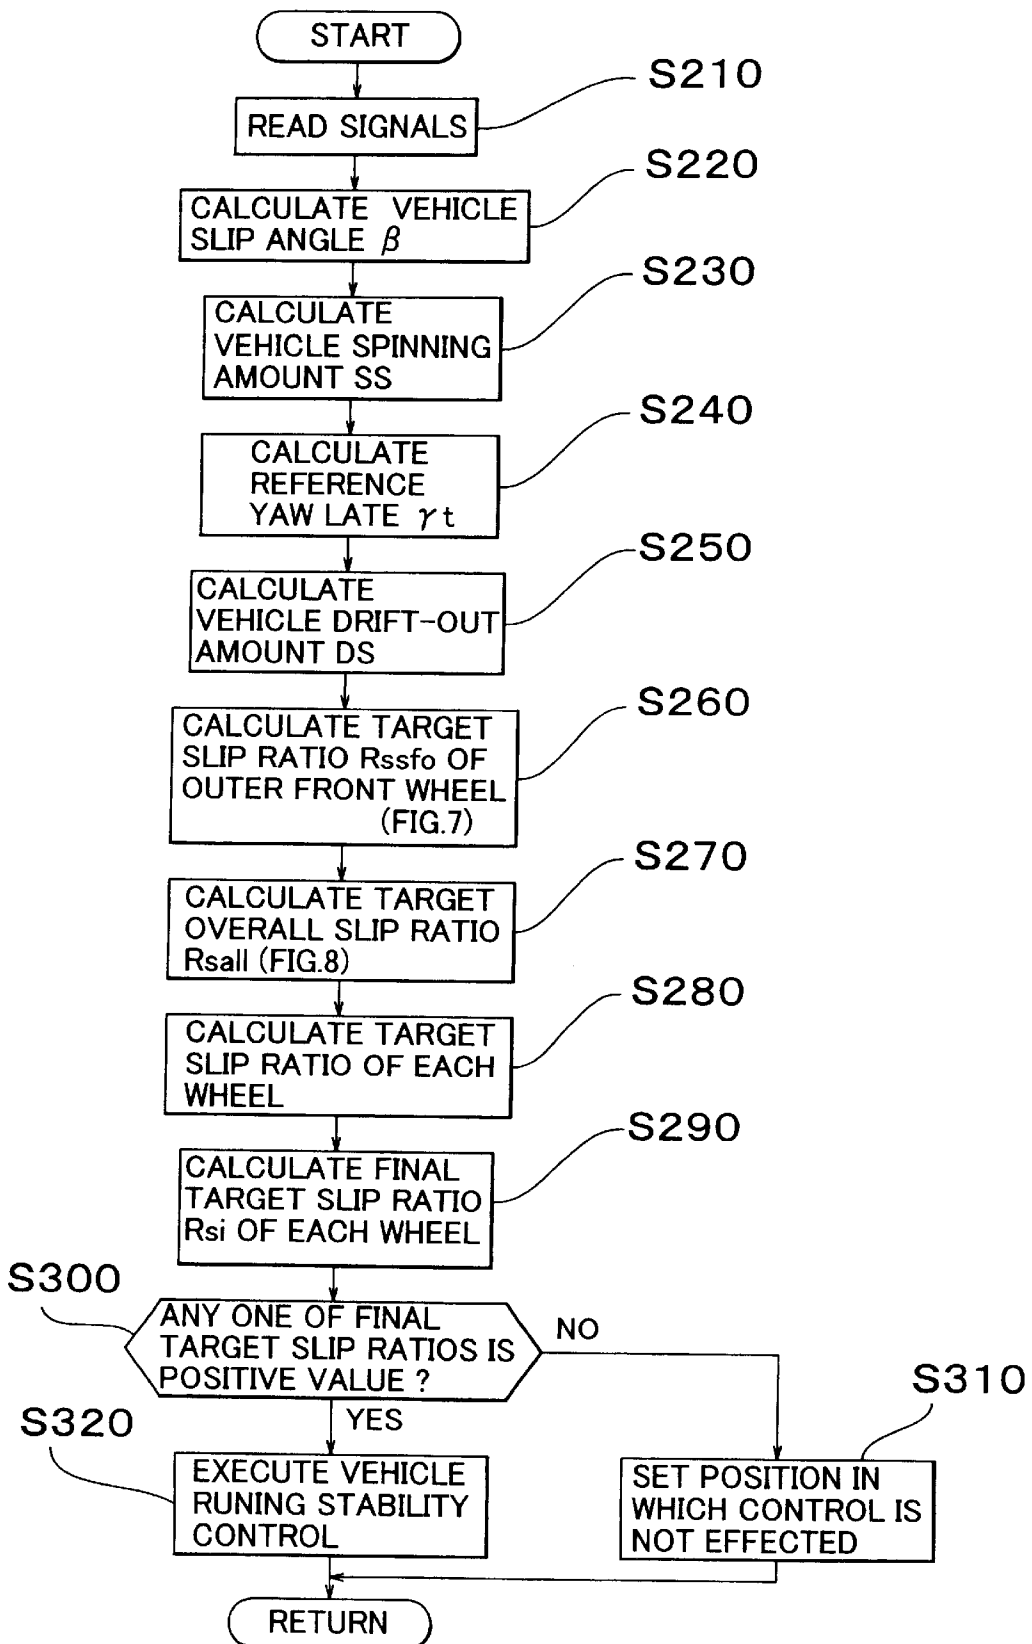 START
S210
READ SIGNALS
S220
CALCULATE VEHICLE
SLIP ANGLE β
S230
CALCULATE
VEHICLE SPINNING
AMOUNT SS
S240
CALCULATE
REFERENCE
YAW LATE γt
S250
CALCULATE
VEHICLE DRIFT-OUT
AMOUNT DS
S260
CALCULATE TARGET
SLIP RATIO Rssfo OF
OUTER FRONT WHEEL
(FIG.7)
S270
CALCULATE TARGET
OVERALL SLIP RATIO
Rsall (FIG.8)
S280
CALCULATE TARGET
SLIP RATIO OF EACH
WHEEL
S290
CALCULATE FINAL
TARGET SLIP RATIO
Rsi OF EACH WHEEL
S300
ANY ONE OF FINAL
TARGET SLIP RATIOS IS
POSITIVE VALUE ?
NO
YES
S310
SET POSITION IN
WHICH CONTROL IS
NOT EFFECTED
S320
EXECUTE VEHICLE
RUNING STABILITY
CONTROL
RETURN